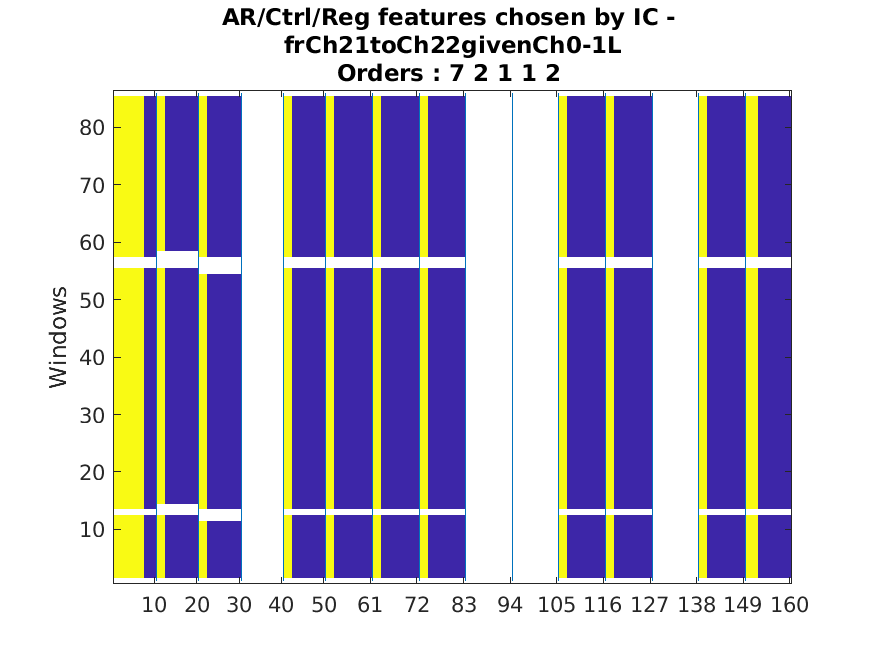 AR/Ctrl/Reg features chosen by IC -
frCh21toCh22givenCh0-1L
Orders : 7 2 1 1 2
80
70
60
50
40
30
20
10
Windows
10 20 30 40 50 61 72 83 94 105 116 127 138 149 160